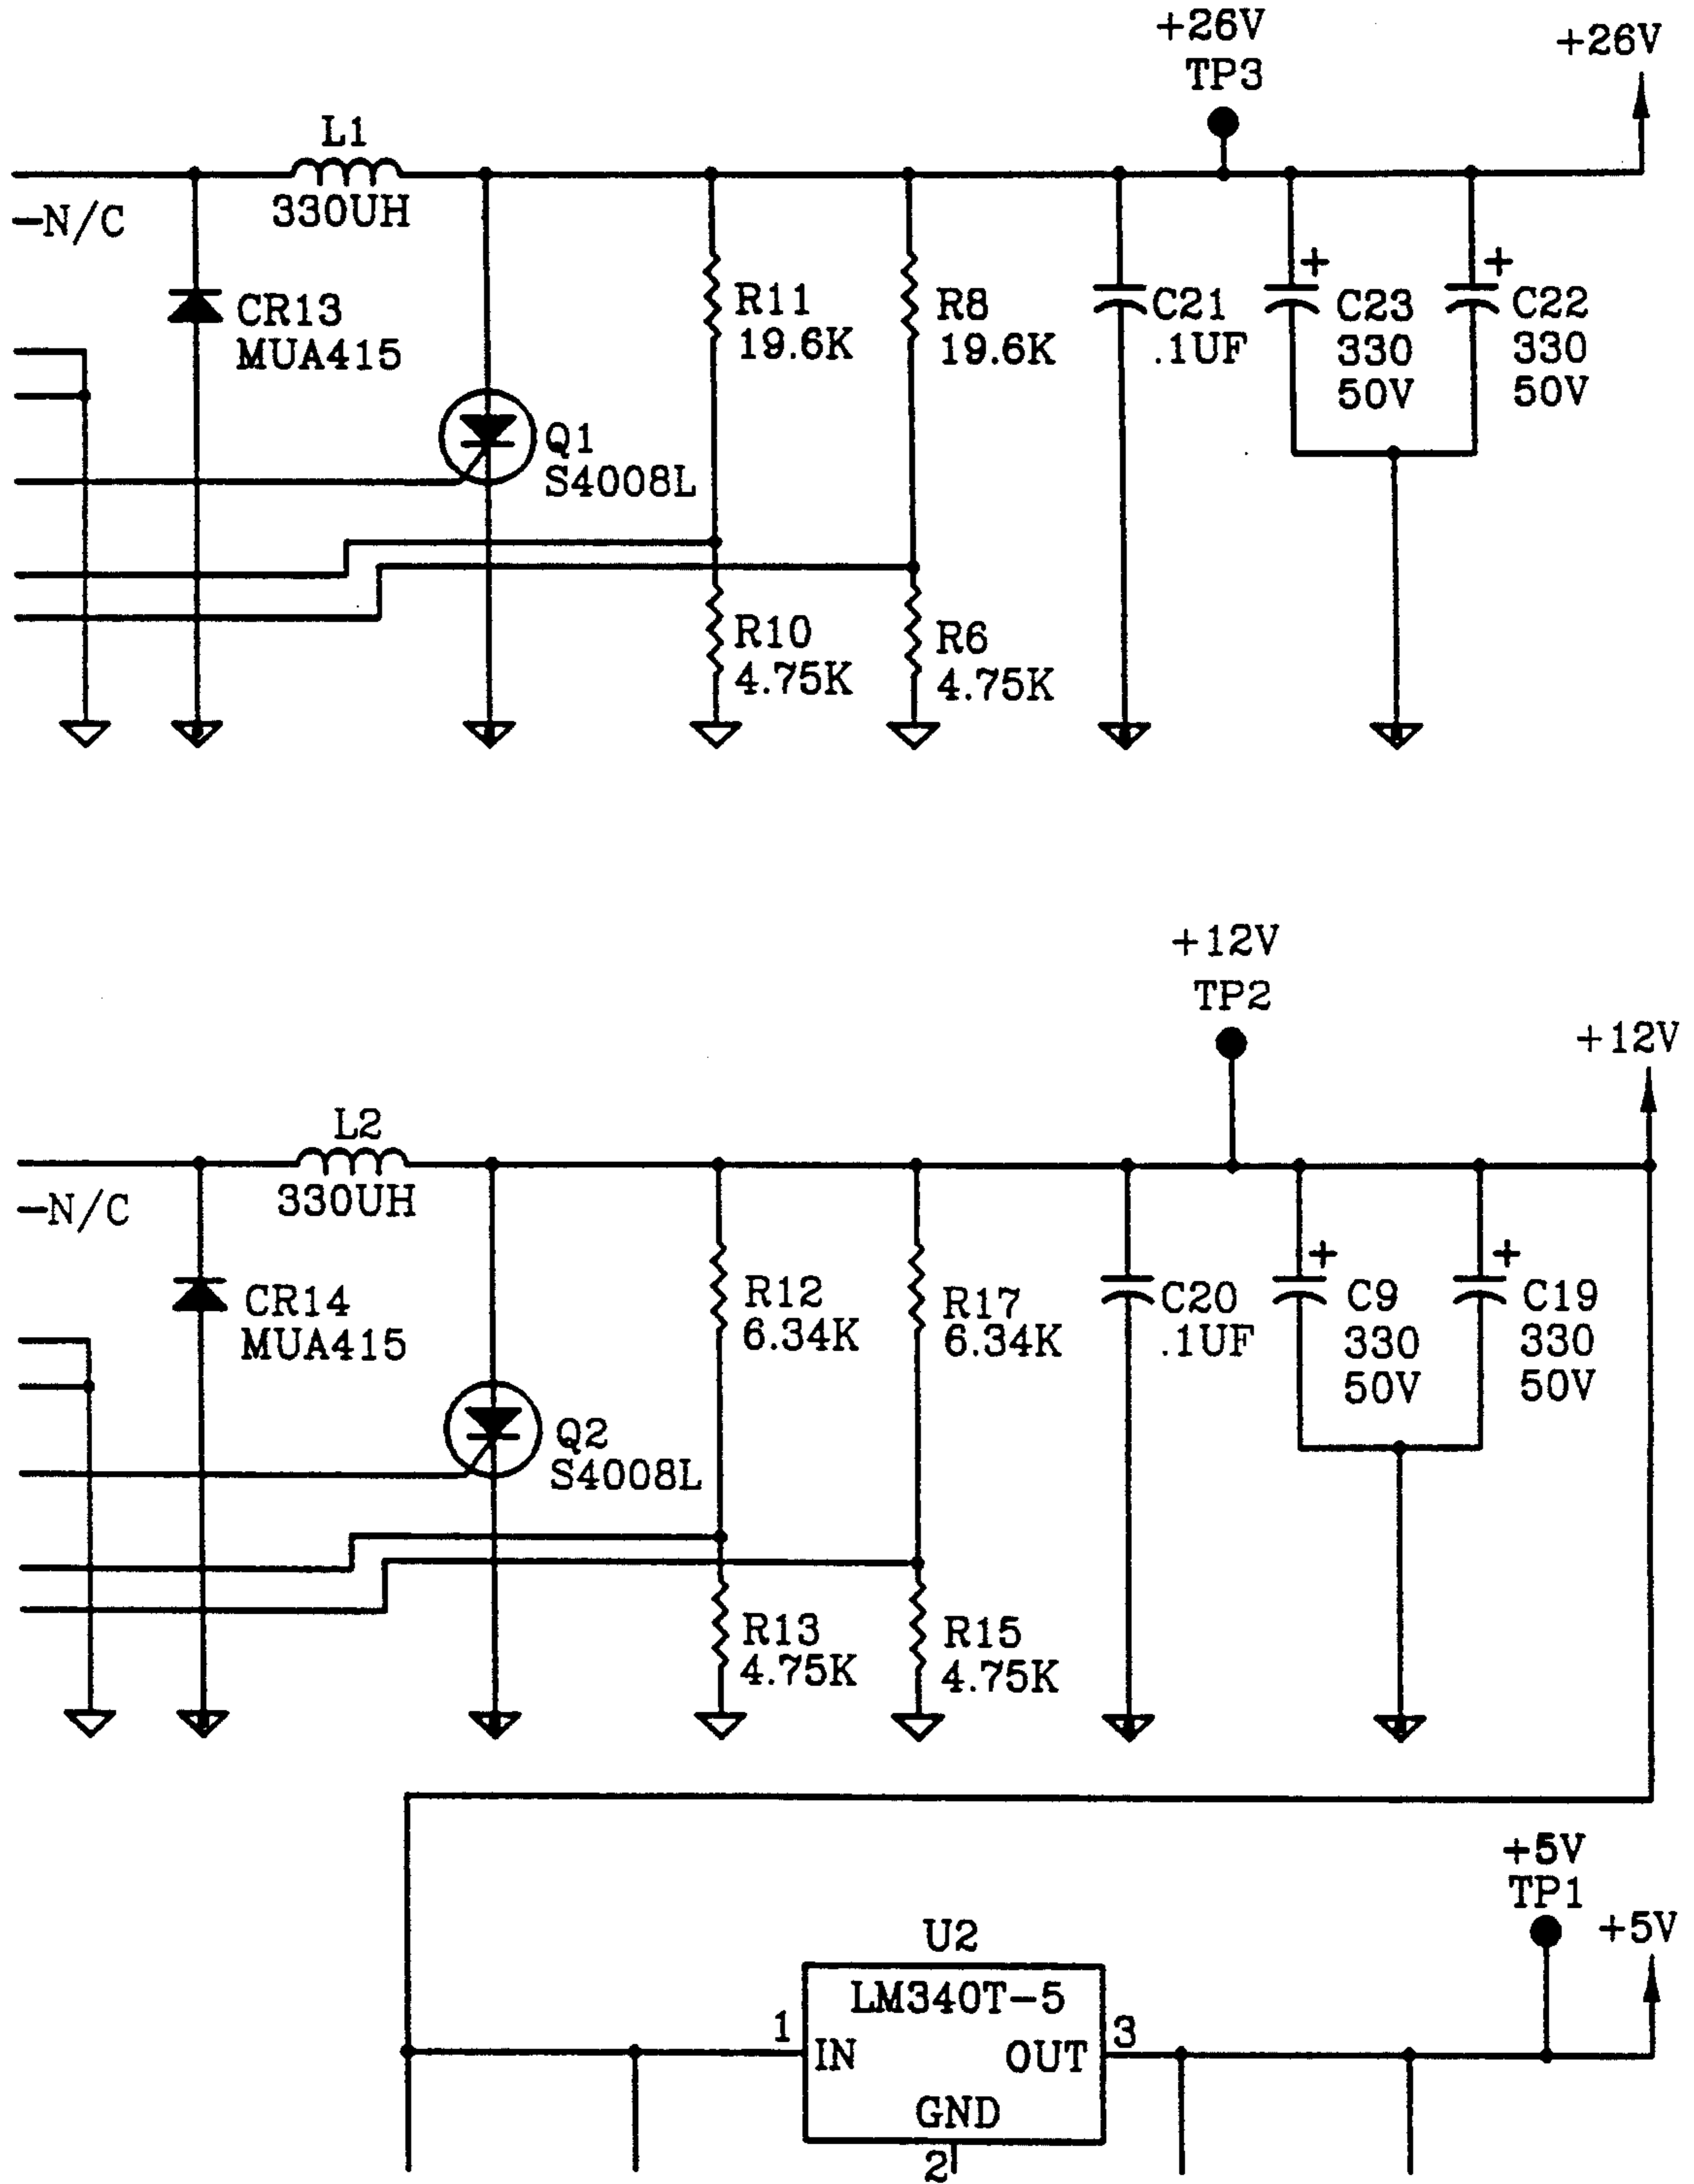 +26V
TP3
+26V
L1
330UH
-N/C
CR13
MUA415
Q1
S4008L
R11
19.6K
R8
19.6K
C21
.1UF
+
C23
330
50V
+
C22
330
50V
R10
4.75K
R6
4.75K
+12V
TP2
+12V
L2
330UH
-N/C
CR14
MUA415
Q2
S4008L
R12
6.34K
R17
6.34K
C20
.1UF
+
C9
330
50V
+
C19
330
50V
R13
4.75K
R15
4.75K
+5V
TP1
+5V
U2
LM340T-5
1
IN
OUT
3
GND
2